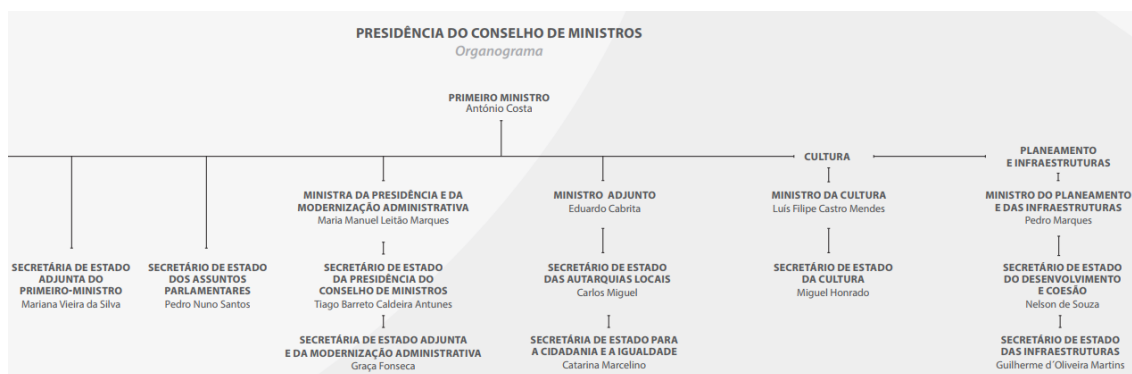 PRESIDÊNCIA DO CONSELHO DE MINISTROS
Organograma
PRIMEIRO MINISTRO
António Costa
CULTURA
PLANEAMENTO
E INFRAESTRUTURAS
MINISTRA DA PRESIDÊNCIA E DA
MODERNIZAÇÃO ADMINISTRATIVA
Maria Manuel Leitão Marques
MINISTRO ADJUNTO
Eduardo Cabrita
MINISTRO DA CULTURA
Luís Filipe Castro Mendes
MINISTRO DO PLANEAMENTO
E DAS INFRAESTRUTURAS
Pedro Marques
SECRETÁRIA DE ESTADO
ADJUNTA DO
PRIMEIRO-MINISTRO
Mariana Vieira da Silva
SECRETÁRIO DE ESTADO
DOS ASSUNTOS
PARLAMENTARES
Pedro Nuno Santos
SECRETÁRIO DE ESTADO
DA PRESIDÊNCIA DO
CONSELHO DE MINISTROS
Tiago Barreto Caldeira Antunes
SECRETÁRIO DE ESTADO
DAS AUTARQUIAS LOCAIS
Carlos Miguel
SECRETÁRIO DE ESTADO
DA CULTURA
Miguel Honrado
SECRETÁRIO DE ESTADO
DO DESENVOLVIMENTO
E COESÃO
Nelson de Souza
SECRETÁRIA DE ESTADO ADJUNTA
E DA MODERNIZAÇÃO ADMINISTRATIVA
Graça Fonseca
SECRETÁRIA DE ESTADO PARA
A CIDADANIA E A IGUALDADE
Catarina Marcelino
SECRETÁRIO DE ESTADO
DAS INFRAESTRUTURAS
Guilherme d´Oliveira Martins